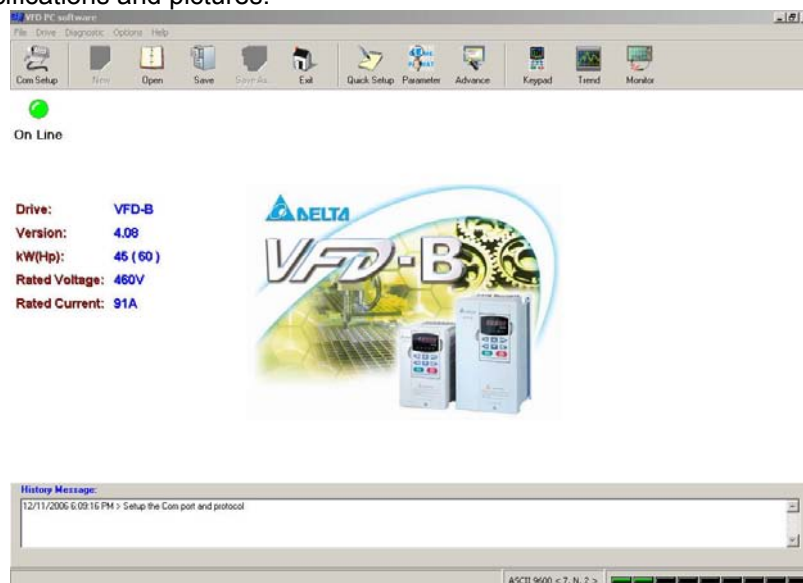 sifications and pictures.
VFD PC software
File Drive Diagnostic Options Help
Com Setup New Open Save Save As Exit Quick Setup Parameter Advance Keypad Trend Monitor
On Line
Drive: VFD-B
Version: 4.08
kW(Hp): 45 ( 60 )
Rated Voltage: 460V
Rated Current: 91A
DELTA
VFD-B
History Message:
12/11/2006 6:09:16 PM > Setup the Com port and protocol
ASCII 9600 < 7, N, 2 >